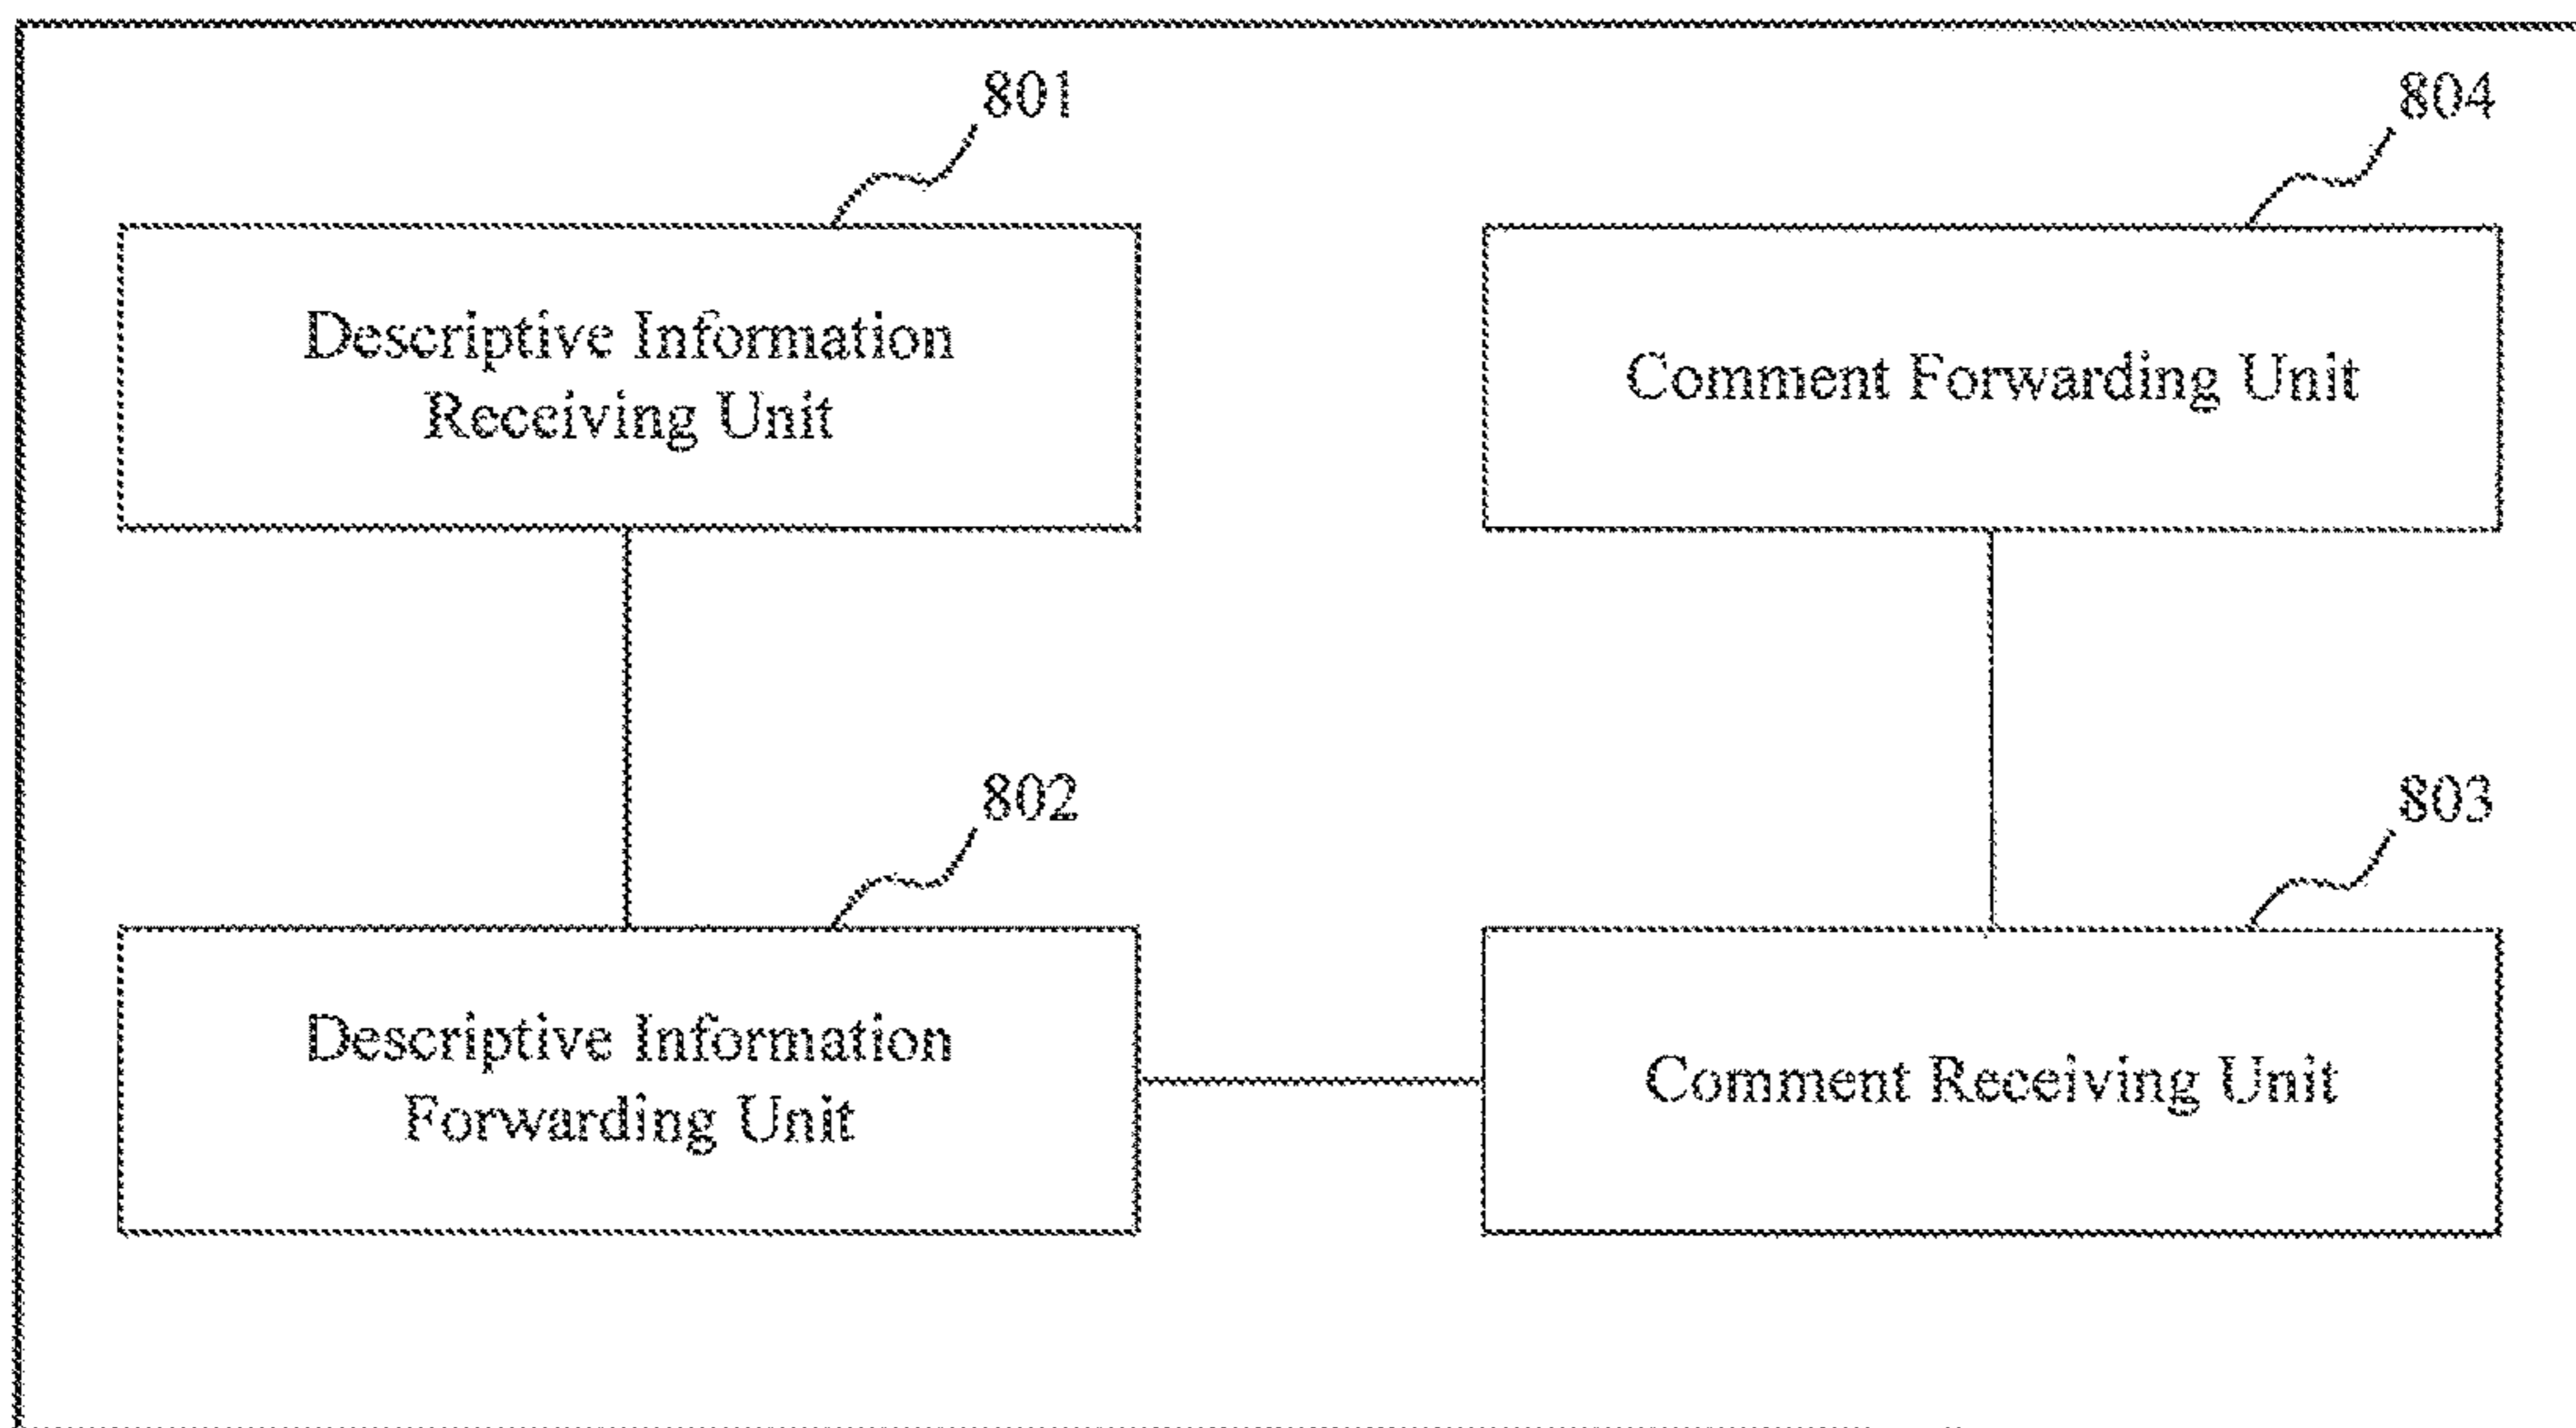 801
804
Descriptive Information
Receiving Unit
Comment Forwarding Unit
802
803
Descriptive Information
Forwarding Unit
Comment Receiving Unit